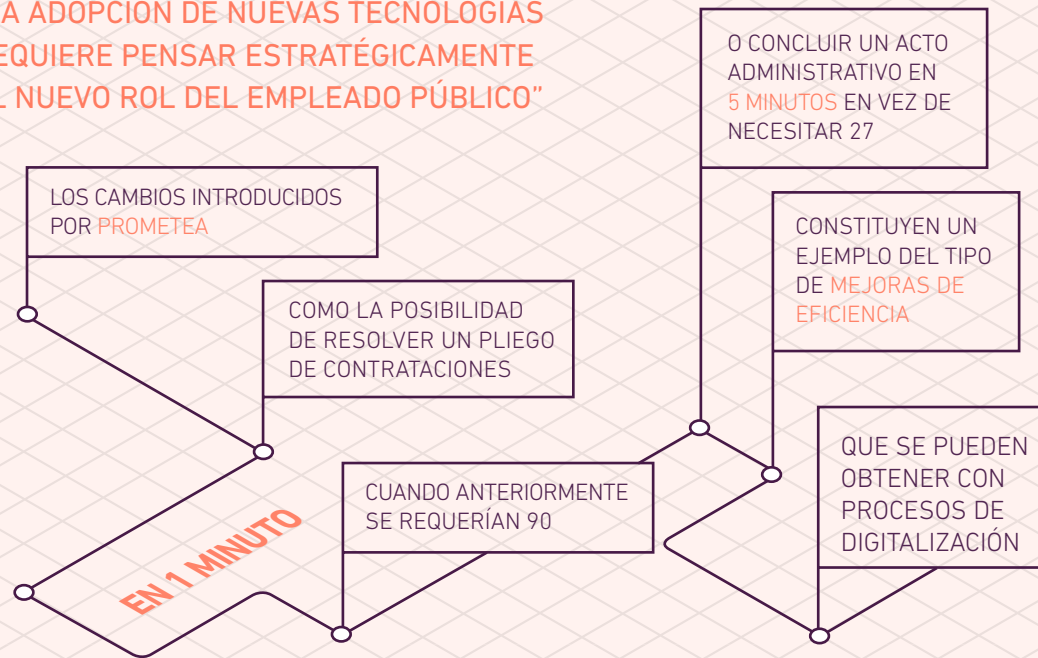 A ADOPCIÓN DE NUEVAS TECNOLOGÍAS
EQUIERE PENSAR ESTRATÉGICAMENTE
L NUEVO ROL DEL EMPLEADO PÚBLICO”
LOS CAMBIOS INTRODUCIDOS
POR PROMETEA
COMO LA POSIBILIDAD
DE RESOLVER UN PLIEGO
DE CONTRATACIONES
EN 1 MINUTO
CUANDO ANTERIORMENTE
SE REQUERÍAN 90
O CONCLUIR UN ACTO
ADMINISTRATIVO EN
5 MINUTOS EN VEZ DE
NECESITAR 27
CONSTITUYEN UN
EJEMPLO DEL TIPO
DE MEJORAS DE
EFICIENCIA
QUE SE PUEDEN
OBTENER CON
PROCESOS DE
DIGITALIZACIÓN